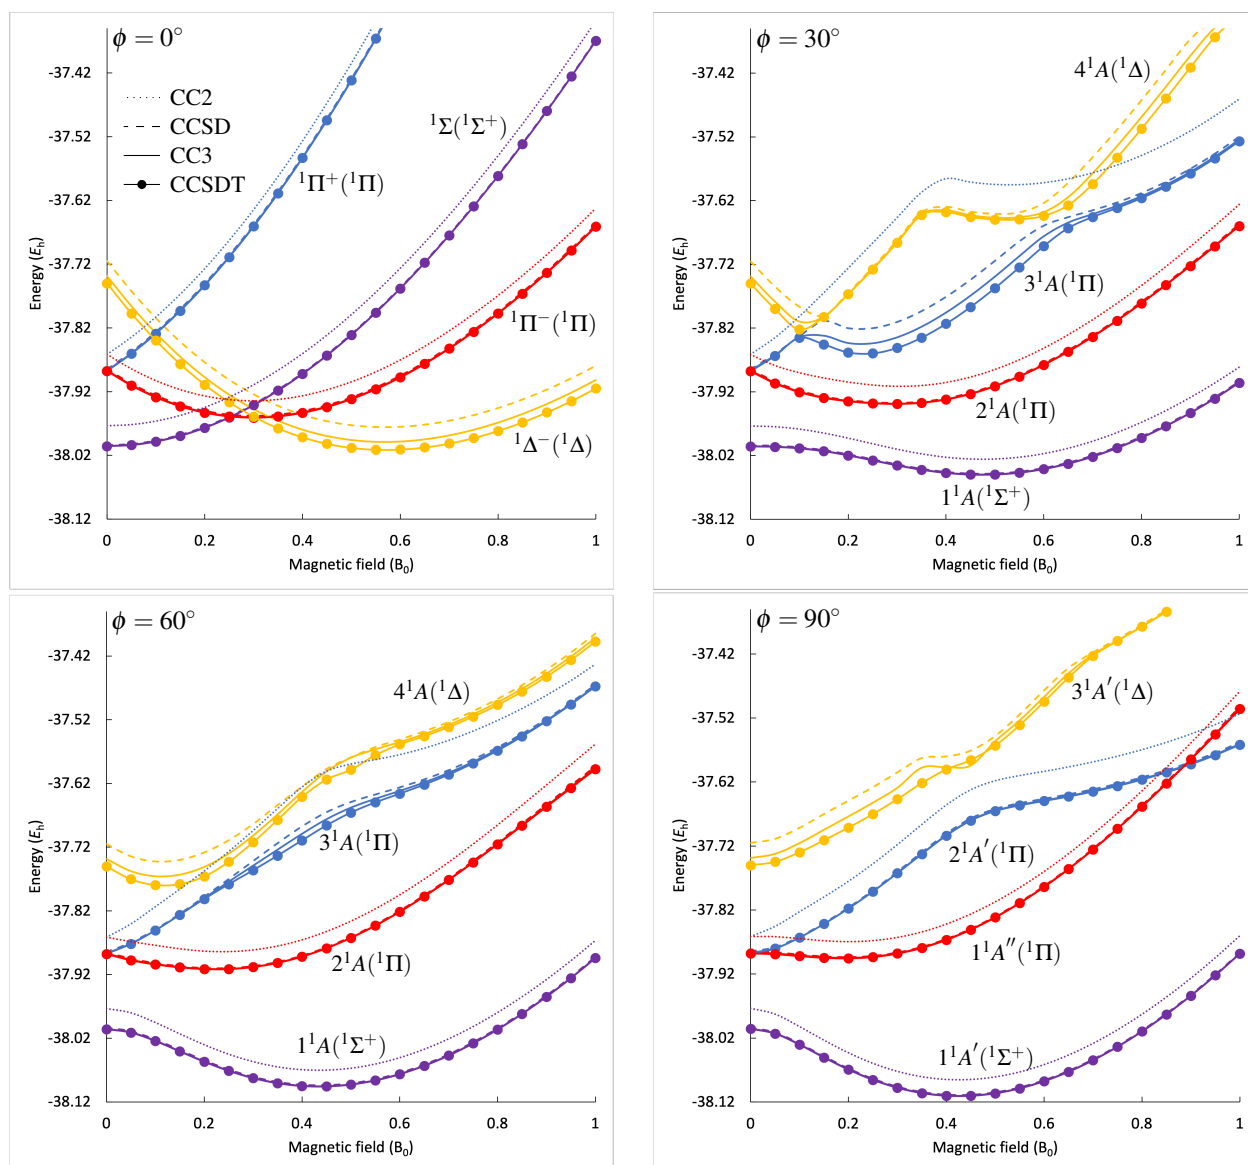 ϕ = 0°
CC2
CCSD
CC3
CCSDT
¹Σ(¹Σ⁺)
¹Π⁺(¹Π)
¹Π⁻(¹Π)
¹Δ⁻(¹Δ)
Energy (Eₕ)
-37.42
-37.52
-37.62
-37.72
-37.82
-37.92
-38.02
-38.12
0 0.2 0.4 0.6 0.8 1
Magnetic field (B₀)
ϕ = 30°
4¹A(¹Δ)
3¹A(¹Π)
2¹A(¹Π)
1¹A(¹Σ⁺)
Energy (Eₕ)
-37.42
-37.52
-37.62
-37.72
-37.82
-37.92
-38.02
-38.12
0 0.2 0.4 0.6 0.8 1
Magnetic field (B₀)
ϕ = 60°
4¹A(¹Δ)
3¹A(¹Π)
2¹A(¹Π)
1¹A(¹Σ⁺)
Energy (Eₕ)
-37.42
-37.52
-37.62
-37.72
-37.82
-37.92
-38.02
-38.12
0 0.2 0.4 0.6 0.8 1
Magnetic field (B₀)
ϕ = 90°
3¹A′(¹Δ)
2¹A′(¹Π)
1¹A″(¹Π)
1¹A′(¹Σ⁺)
Energy (Eₕ)
-37.42
-37.52
-37.62
-37.72
-37.82
-37.92
-38.02
-38.12
0 0.2 0.4 0.6 0.8 1
Magnetic field (B₀)